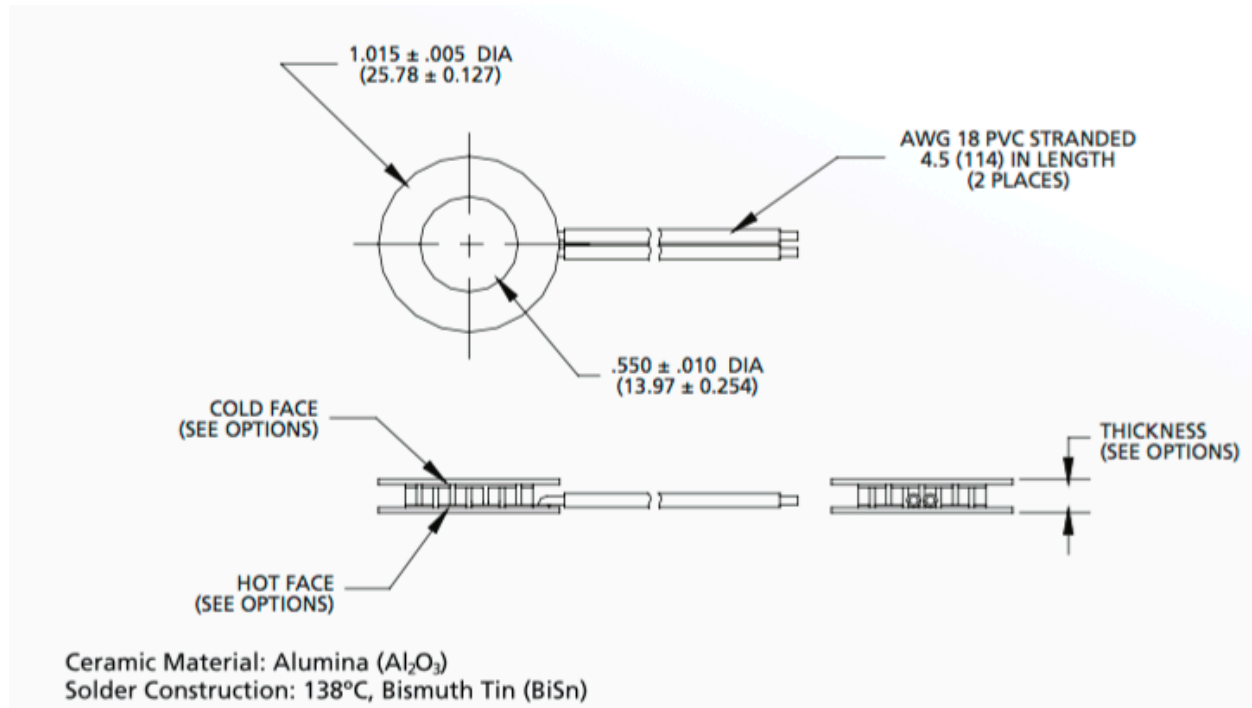 1.015 ± .005 DIA
(25.78 ± 0.127)
AWG 18 PVC STRANDED
4.5 (114) IN LENGTH
(2 PLACES)
.550 ± .010 DIA
(13.97 ± 0.254)
COLD FACE
(SEE OPTIONS)
THICKNESS
(SEE OPTIONS)
HOT FACE
(SEE OPTIONS)
Ceramic Material: Alumina (Al₂O₃)
Solder Construction: 138°C, Bismuth Tin (BiSn)